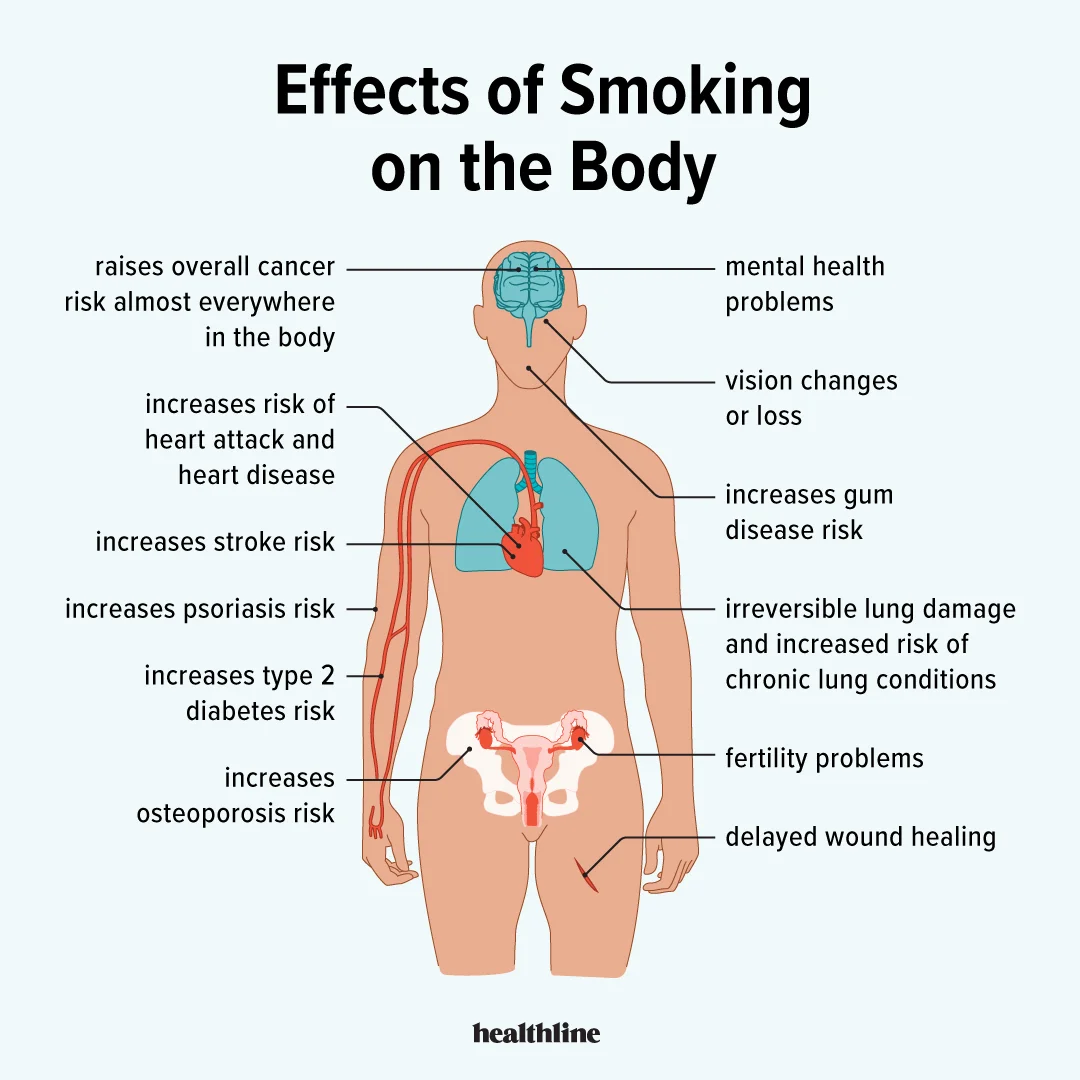 Effects of Smoking
on the Body
raises overall cancer
risk almost everywhere
in the body
increases risk of
heart attack and
heart disease
increases stroke risk
increases psoriasis risk
increases type 2
diabetes risk
increases
osteoporosis risk
mental health
problems
vision changes
or loss
increases gum
disease risk
irreversible lung damage
and increased risk of
chronic lung conditions
fertility problems
delayed wound healing
healthline